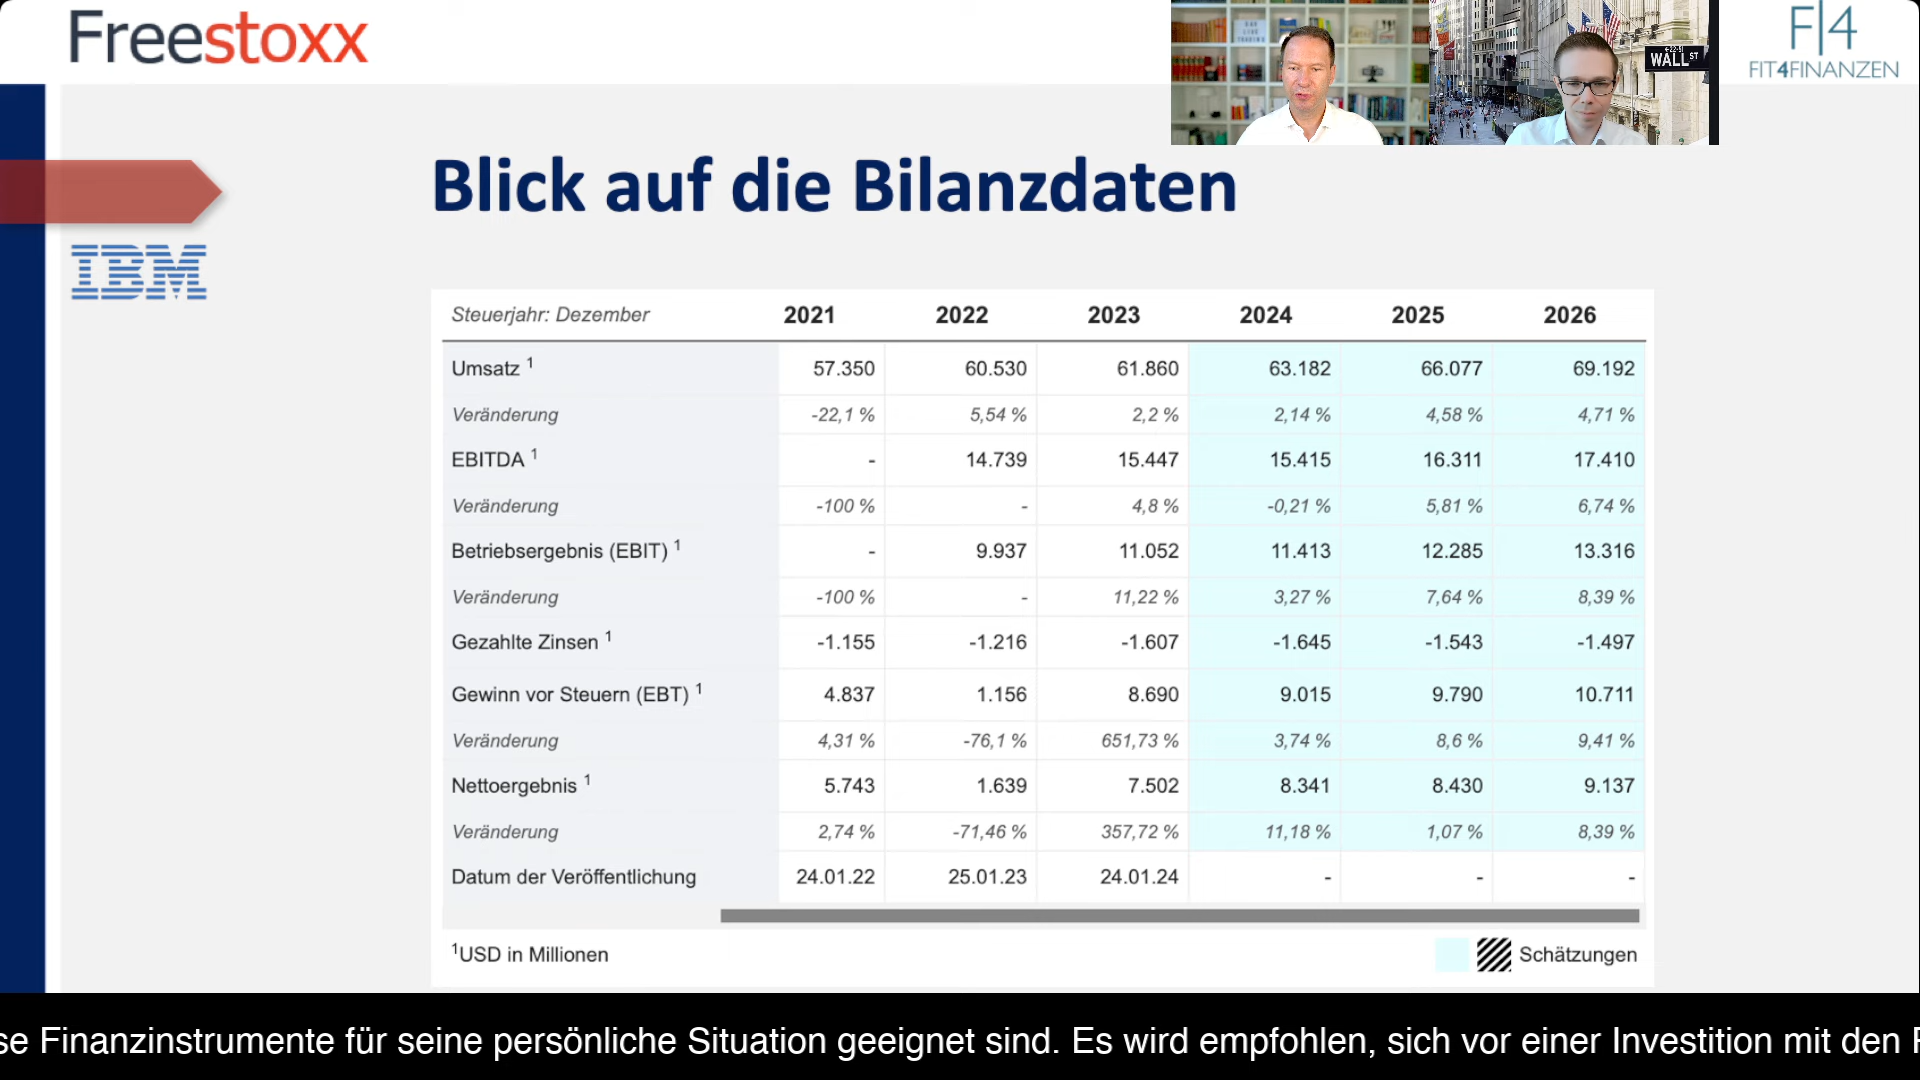 Freestoxx
WALL ST
F|4
FIT4FINANZEN
Blick auf die Bilanzdaten
IBM
Steuerjahr: Dezember 2021 2022 2023 2024 2025 2026
Umsatz 1 57.350 60.530 61.860 63.182 66.077 69.192
Veränderung -22,1 % 5,54 % 2,2 % 2,14 % 4,58 % 4,71 %
EBITDA 1 - 14.739 15.447 15.415 16.311 17.410
Veränderung -100 % - 4,8 % -0,21 % 5,81 % 6,74 %
Betriebsergebnis (EBIT) 1 - 9.937 11.052 11.413 12.285 13.316
Veränderung -100 % - 11,22 % 3,27 % 7,64 % 8,39 %
Gezahlte Zinsen 1 -1.155 -1.216 -1.607 -1.645 -1.543 -1.497
Gewinn vor Steuern (EBT) 1 4.837 1.156 8.690 9.015 9.790 10.711
Veränderung 4,31 % -76,1 % 651,73 % 3,74 % 8,6 % 9,41 %
Nettoergebnis 1 5.743 1.639 7.502 8.341 8.430 9.137
Veränderung 2,74 % -71,46 % 357,72 % 11,18 % 1,07 % 8,39 %
Datum der Veröffentlichung 24.01.22 25.01.23 24.01.24 - - -
1USD in Millionen Schätzungen
se Finanzinstrumente für seine persönliche Situation geeignet sind. Es wird empfohlen, sich vor einer Investition mit den